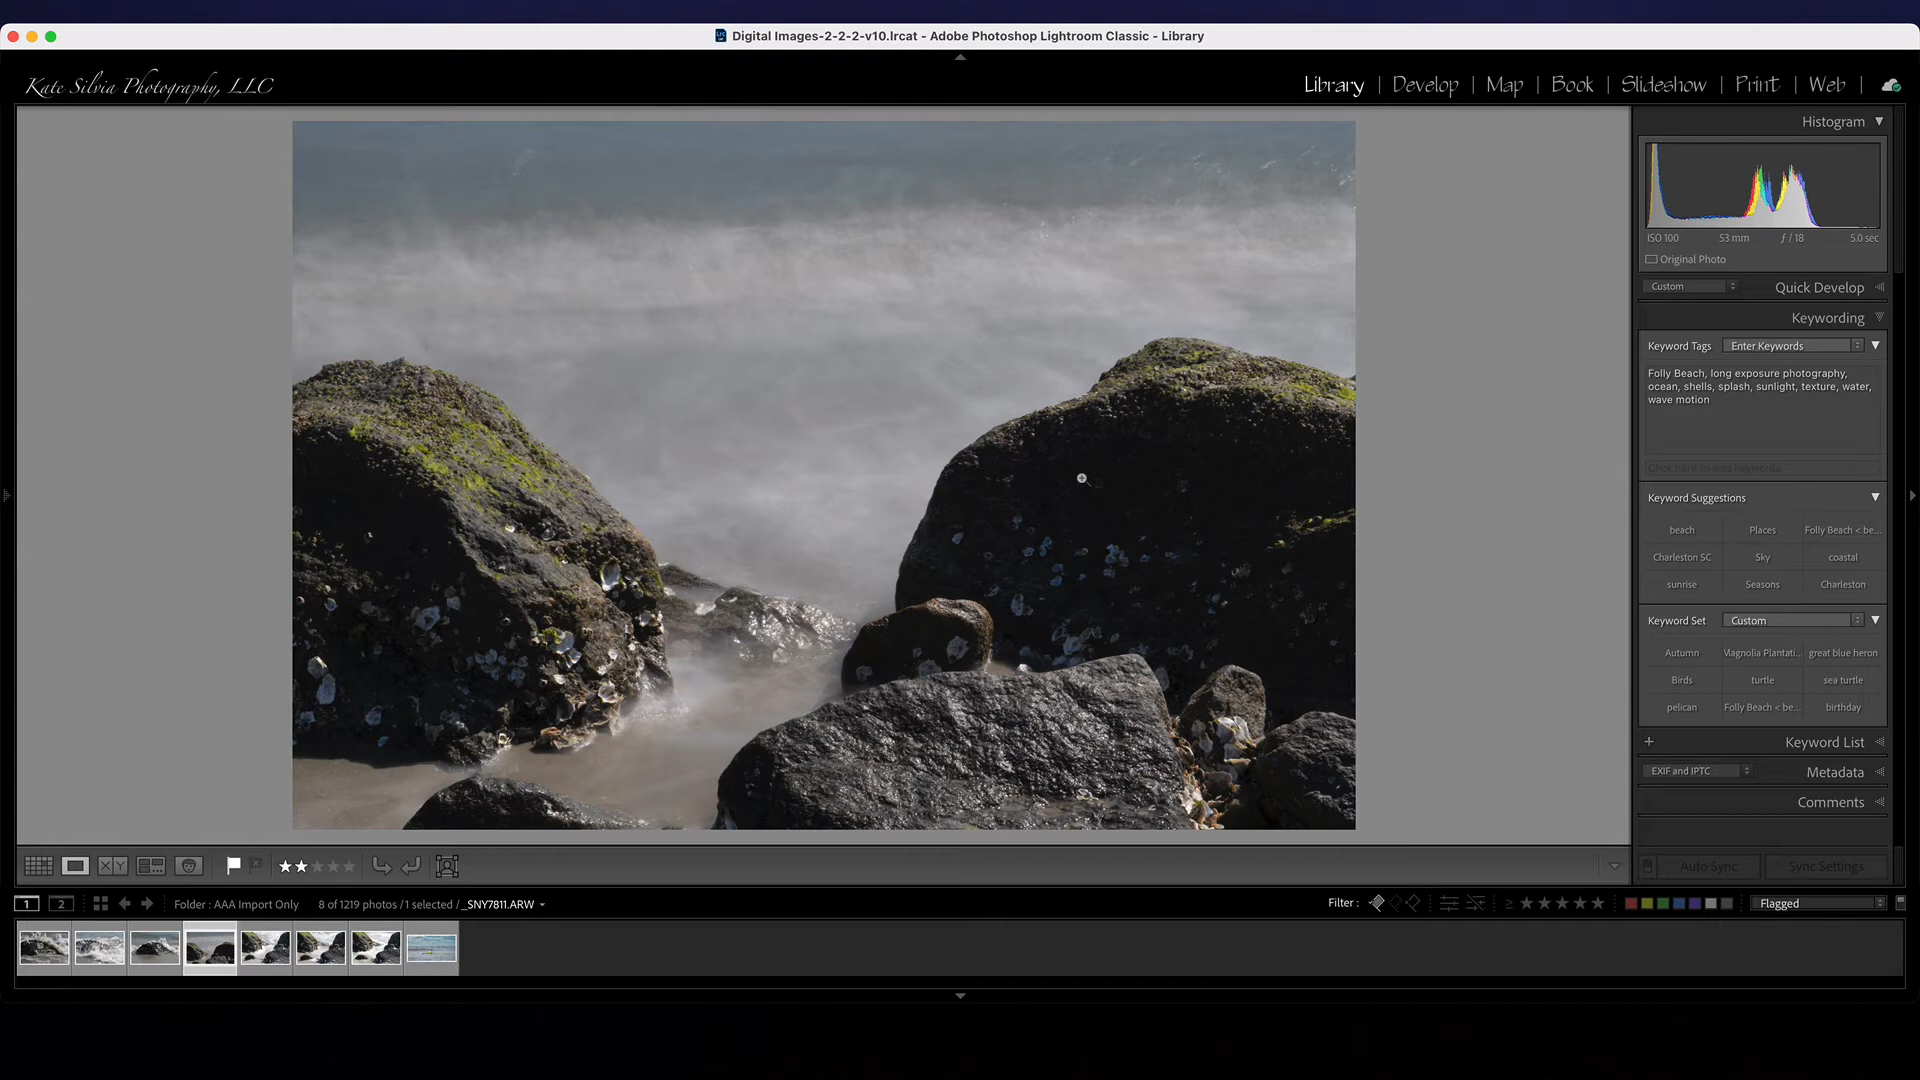 Digital Images-2-2-2-v10.lrcat - Adobe Photoshop Lightroom Classic - Library
Kate Silvia Photography, LLC
Library | Develop | Map | Book | Slideshow | Print | Web |
Histogram
ISO 100 53 mm ƒ / 18 5.0 sec
Original Photo
Custom Quick Develop
Keywording
Keyword Tags Enter Keywords
Folly Beach, long exposure photography,
ocean, shells, splash, sunlight, texture, water,
wave motion
Click here to add keywords
Keyword Suggestions
beach Places Folly Beach < be...
Charleston SC Sky coastal
sunrise Seasons Charleston
Keyword Set Custom
Autumn Magnolia Plantati... great blue heron
Birds turtle sea turtle
pelican Folly Beach < be... birthday
+ Keyword List
EXIF and IPTC Metadata
Comments
X Y
Auto Sync Sync Settings
1 2 Folder : AAA Import Only 8 of 1219 photos / 1 selected / _SNY7811.ARW Filter : ≥ Flagged